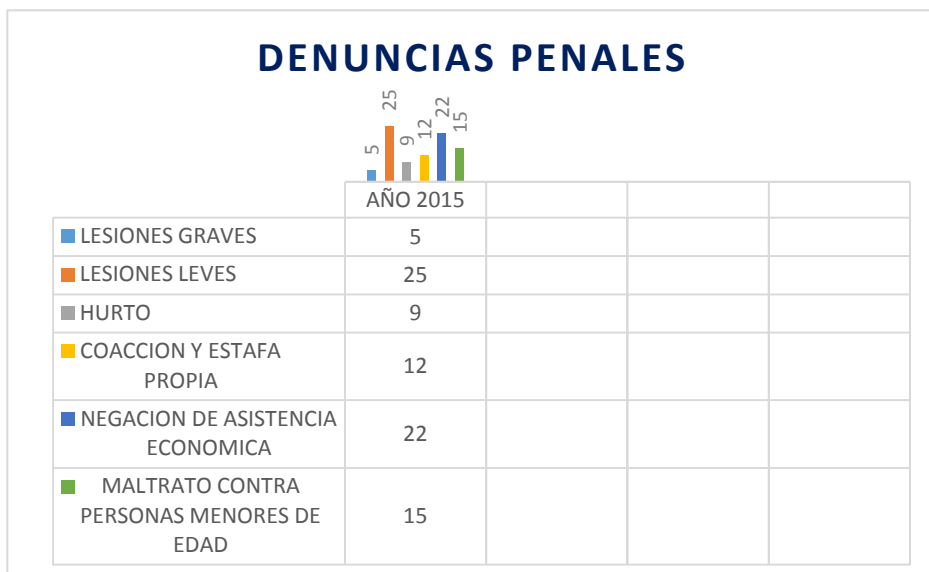 DENUNCIAS PENALES
5
25
9
12
22
15
AÑO 2015
LESIONES GRAVES 5
LESIONES LEVES 25
HURTO 9
COACCION Y ESTAFA
PROPIA 12
NEGACION DE ASISTENCIA
ECONOMICA 22
MALTRATO CONTRA
PERSONAS MENORES DE 15
EDAD